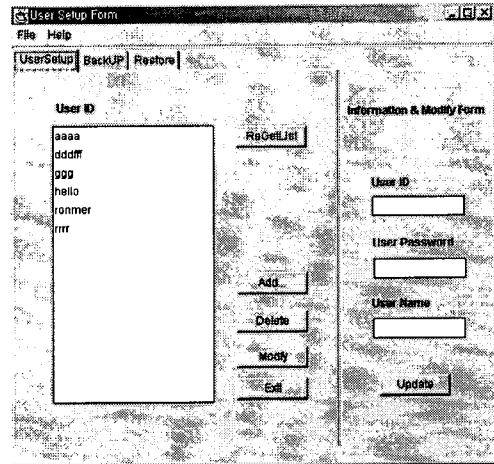 User Setup Form
File Help
UserSetup BackUP Restore
User ID
aaaa
dddfff
ggg
hello
ronmer
rrrr
ReGetList
Add...
Delete
Modify
Exit
Information & Modify Form
User ID
User Password
User Name
Update